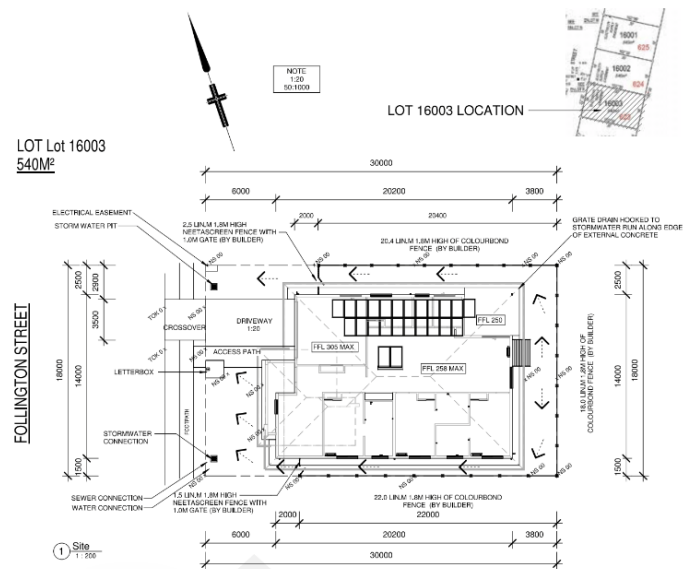 NOTE
1:20
50:1000
16001
625
16002
624
16003
LOT 16003 LOCATION
LOT Lot 16003
540M²
30000
6000
20200
3800
2000
20400
ELECTRICAL EASEMENT
STORM WATER PIT
2.5 LIN.M 1.8M HIGH
NEETASCREEN FENCE WITH
1.0M GATE (BY BUILDER)
20.4 LIN.M 1.8M HIGH OF COLOURBOND
FENCE (BY BUILDER)
GRATE DRAIN HOOKED TO
STORMWATER RUN ALONG EDGE
OF EXTERNAL CONCRETE
FOLLINGTON STREET
18000
2500
14000
1500
2900
3500
CROSSOVER
DRIVEWAY
1:20
ACCESS PATH
LETTERBOX
FOOTPATH
FFL 305 MAX
FFL 250
FFL 258 MAX
18.0 LIN.M 1.8M HIGH OF
COLOURBOND FENCE (BY BUILDER)
2500
14000
1500
18000
STORMWATER
CONNECTION
SEWER CONNECTION
WATER CONNECTION
1.5 LIN.M 1.8M HIGH
NEETASCREEN FENCE WITH
1.0M GATE (BY BUILDER)
22.0 LIN.M 1.8M HIGH OF COLOURBOND
FENCE (BY BUILDER)
2000
22000
6000
20200
3800
30000
1
Site
1 : 200